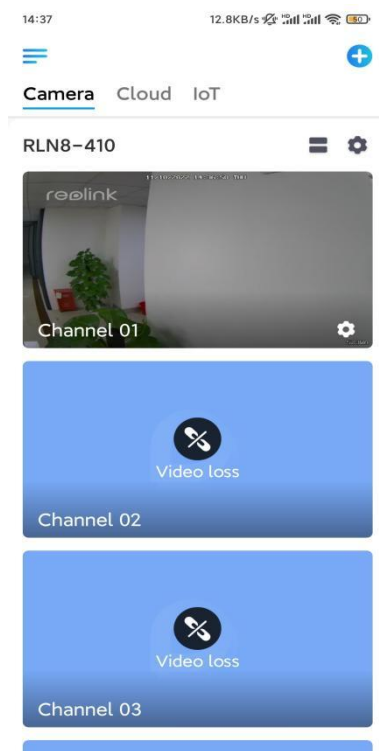 14:37
12.8KB/s
50
Camera Cloud IoT
RLN8-410
reolink
Channel 01
Video loss
Channel 02
Video loss
Channel 03